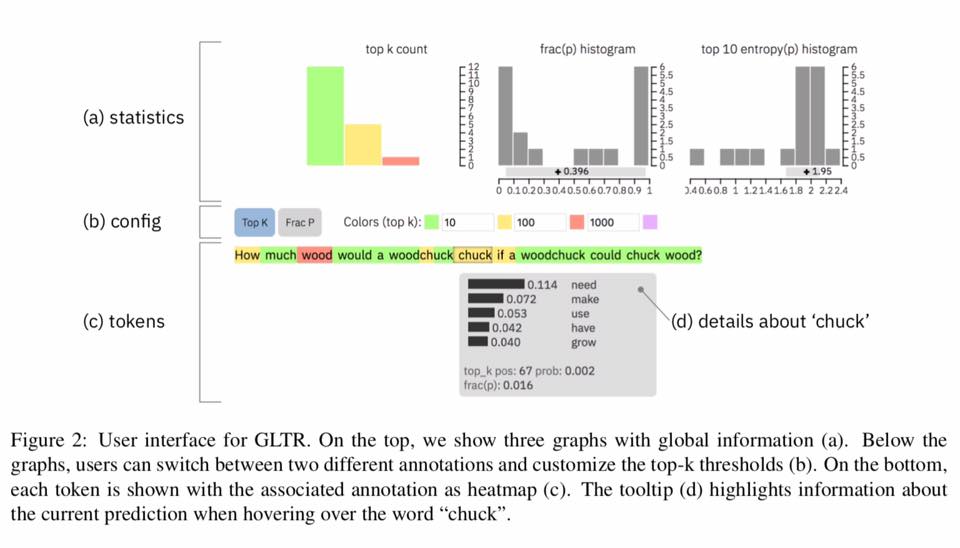 top k count
frac(p) histogram
top 10 entropy(p) histogram
(a) statistics
12
11
10
9
8
7
6
5
4
3
2
1
0
6
5.5
5
4.5
4
3.5
3
2.5
2
1.5
1
0.5
0
6
5.5
5
4.5
4
3.5
3
2.5
2
1.5
1
0.5
0
0.396
1.95
0 0.1 0.2 0.3 0.4 0.5 0.6 0.7 0.8 0.9 1
0.4 0.6 0.8 1 1.2 1.4 1.6 1.8 2 2.2 2.4
(b) config
Top K
Frac P
Colors (top k): 10 100 1000
How much wood would a woodchuck chuck if a woodchuck could chuck wood?
(c) tokens
0.114 need
0.072 make
0.053 use
0.042 have
0.040 grow
top_k pos: 67 prob: 0.002
frac(p): 0.016
(d) details about ‘chuck’
Figure 2: User interface for GLTR. On the top, we show three graphs with global information (a). Below the
graphs, users can switch between two different annotations and customize the top-k thresholds (b). On the bottom,
each token is shown with the associated annotation as heatmap (c). The tooltip (d) highlights information about
the current prediction when hovering over the word “chuck”.